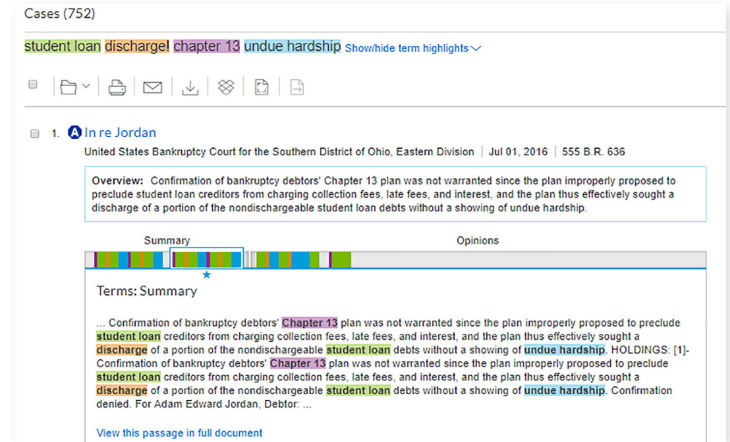 Cases (752)
student loan discharge! chapter 13 undue hardship Show/hide term highlights
1. A In re Jordan
United States Bankruptcy Court for the Southern District of Ohio, Eastern Division | Jul 01, 2016 | 555 B.R. 636
Overview: Confirmation of bankruptcy debtors' Chapter 13 plan was not warranted since the plan improperly proposed to
preclude student loan creditors from charging collection fees, late fees, and interest, and the plan thus effectively sought a
discharge of a portion of the nondischargeable student loan debts without a showing of undue hardship.
Summary Opinions
Terms: Summary
... Confirmation of bankruptcy debtors' Chapter 13 plan was not warranted since the plan improperly proposed to preclude
student loan creditors from charging collection fees, late fees, and interest, and the plan thus effectively sought a
discharge of a portion of the nondischargeable student loan debts without a showing of undue hardship. HOLDINGS: [1]-
Confirmation of bankruptcy debtors' Chapter 13 plan was not warranted since the plan improperly proposed to preclude
student loan creditors from charging collection fees, late fees, and interest, and the plan thus effectively sought a
discharge of a portion of the nondischargeable student loan debts without a showing of undue hardship. Confirmation
denied. For Adam Edward Jordan, Debtor: ...
View this passage in full document